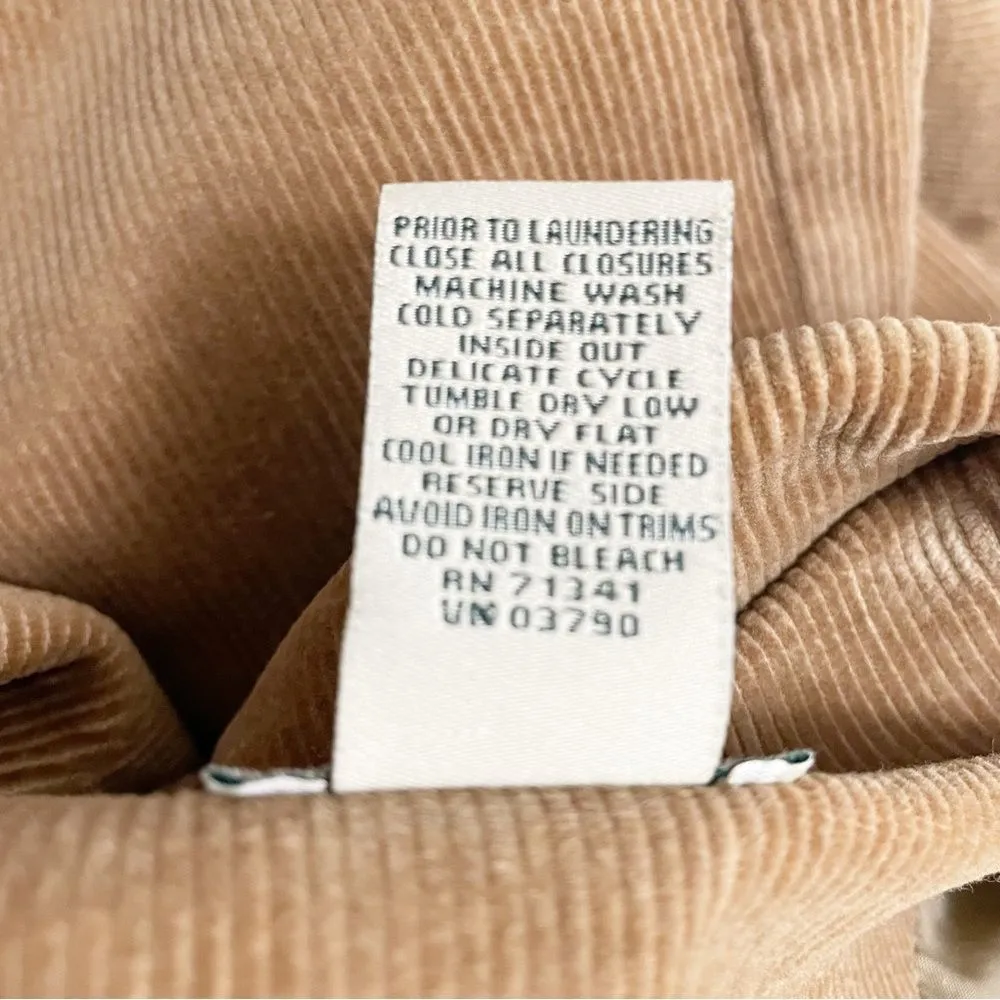 PRIOR TO LAUNDERING
CLOSE ALL CLOSURES
MACHINE WASH
COLD SEPARATELY
INSIDE OUT
DELICATE CYCLE
TUMBLE DRY LOW
OR DRY FLAT
COOL IRON IF NEEDED
RESERVE SIDE
AVOID IRON ON TRIMS
DO NOT BLEACH
RN 71341
VN 03790